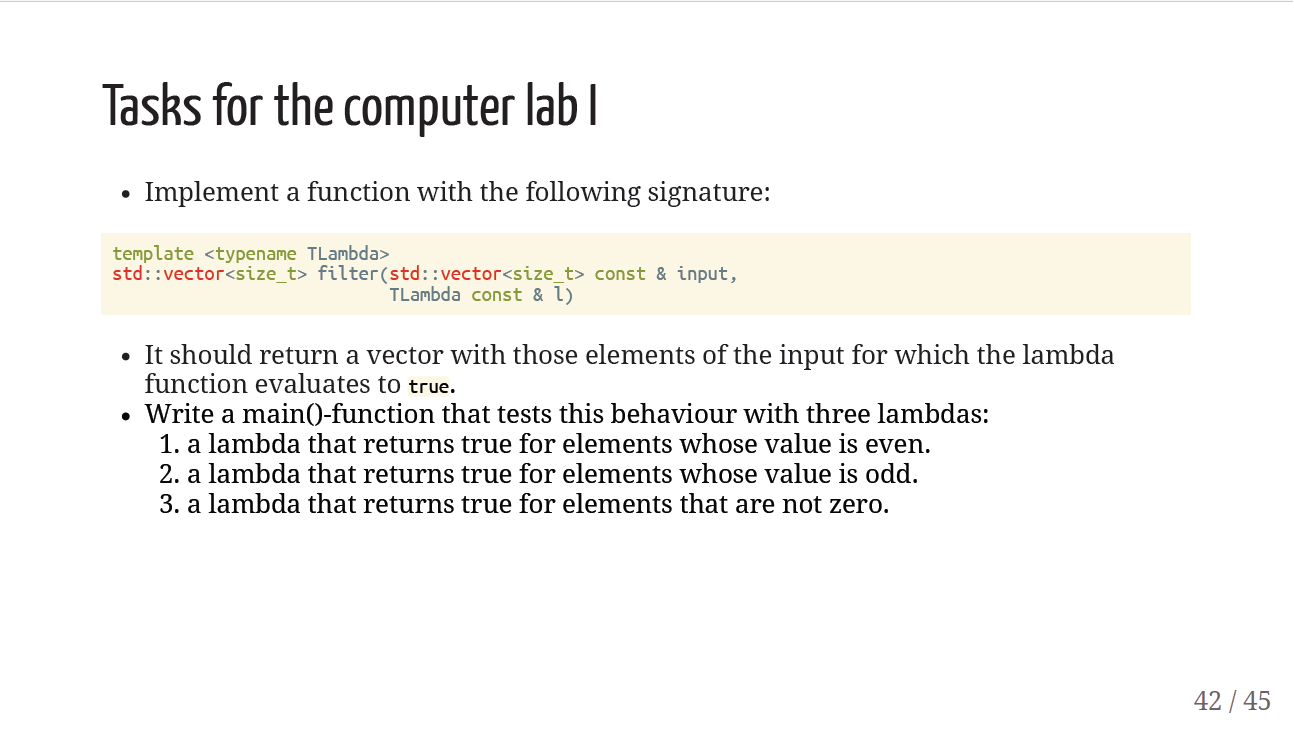 Tasks for the computer lab I
• Implement a function with the following signature:
template <typename TLambda>
std::vector<size_t> filter(std::vector<size_t> const & input,
                           TLambda const & l)
• It should return a vector with those elements of the input for which the lambda
function evaluates to true.
• Write a main()-function that tests this behaviour with three lambdas:
1. a lambda that returns true for elements whose value is even.
2. a lambda that returns true for elements whose value is odd.
3. a lambda that returns true for elements that are not zero.
42 / 45